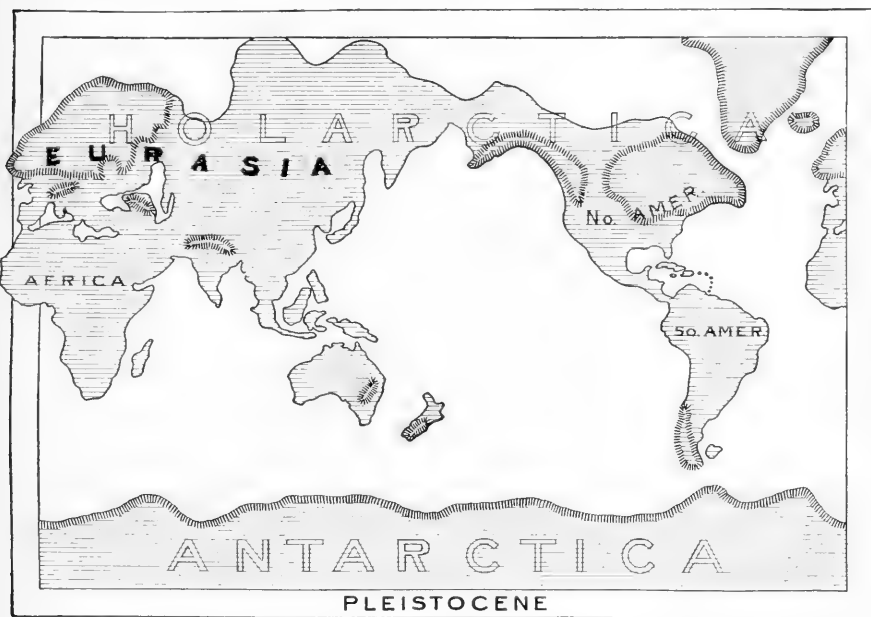 HOLARCTICA
EURASIA
No. AMER.
AFRICA
So. AMER
ANTARCTICA
PLEISTOCENE